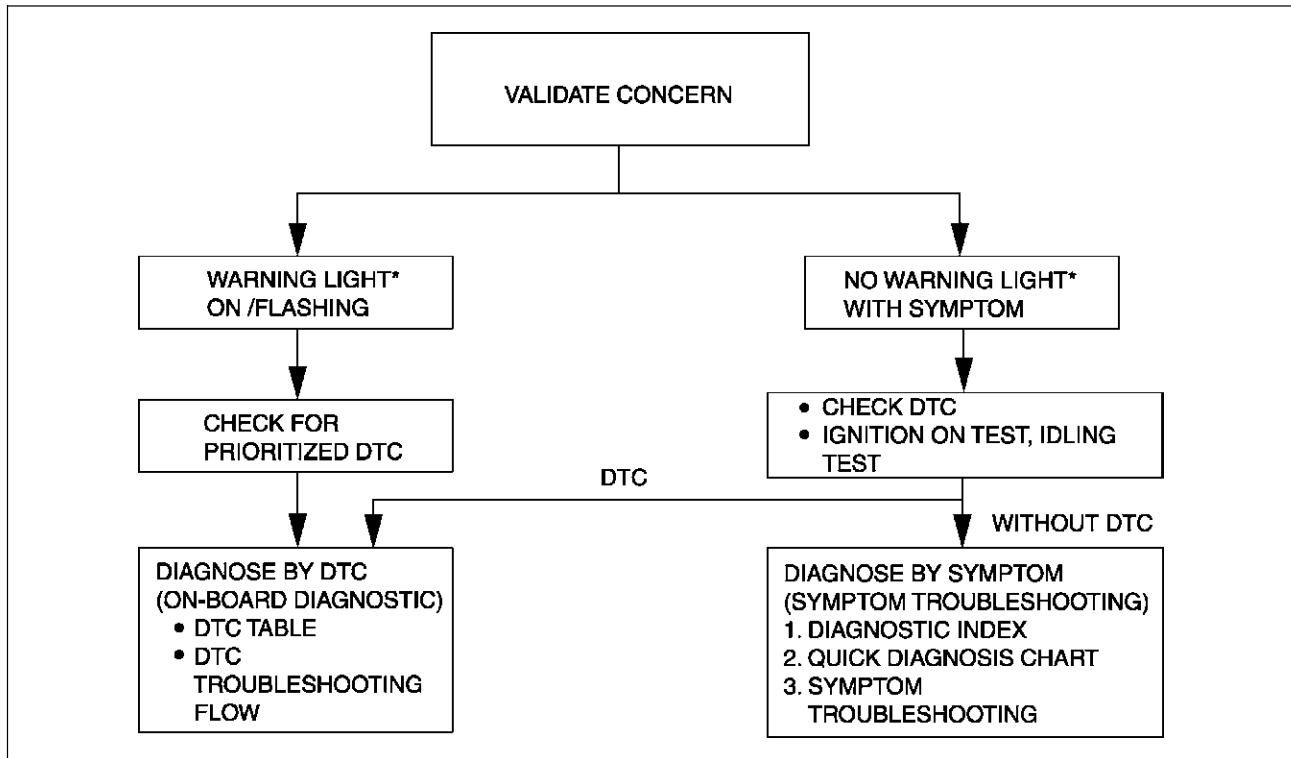 VALIDATE CONCERN
WARNING LIGHT*
ON /FLASHING
NO WARNING LIGHT*
WITH SYMPTOM
CHECK FOR
PRIORITIZED DTC
• CHECK DTC
• IGNITION ON TEST, IDLING
TEST
DTC
WITHOUT DTC
DIAGNOSE BY DTC
(ON-BOARD DIAGNOSTIC)
• DTC TABLE
• DTC
TROUBLESHOOTING
FLOW
DIAGNOSE BY SYMPTOM
(SYMPTOM TROUBLESHOOTING)
1. DIAGNOSTIC INDEX
2. QUICK DIAGNOSIS CHART
3. SYMPTOM
TROUBLESHOOTING